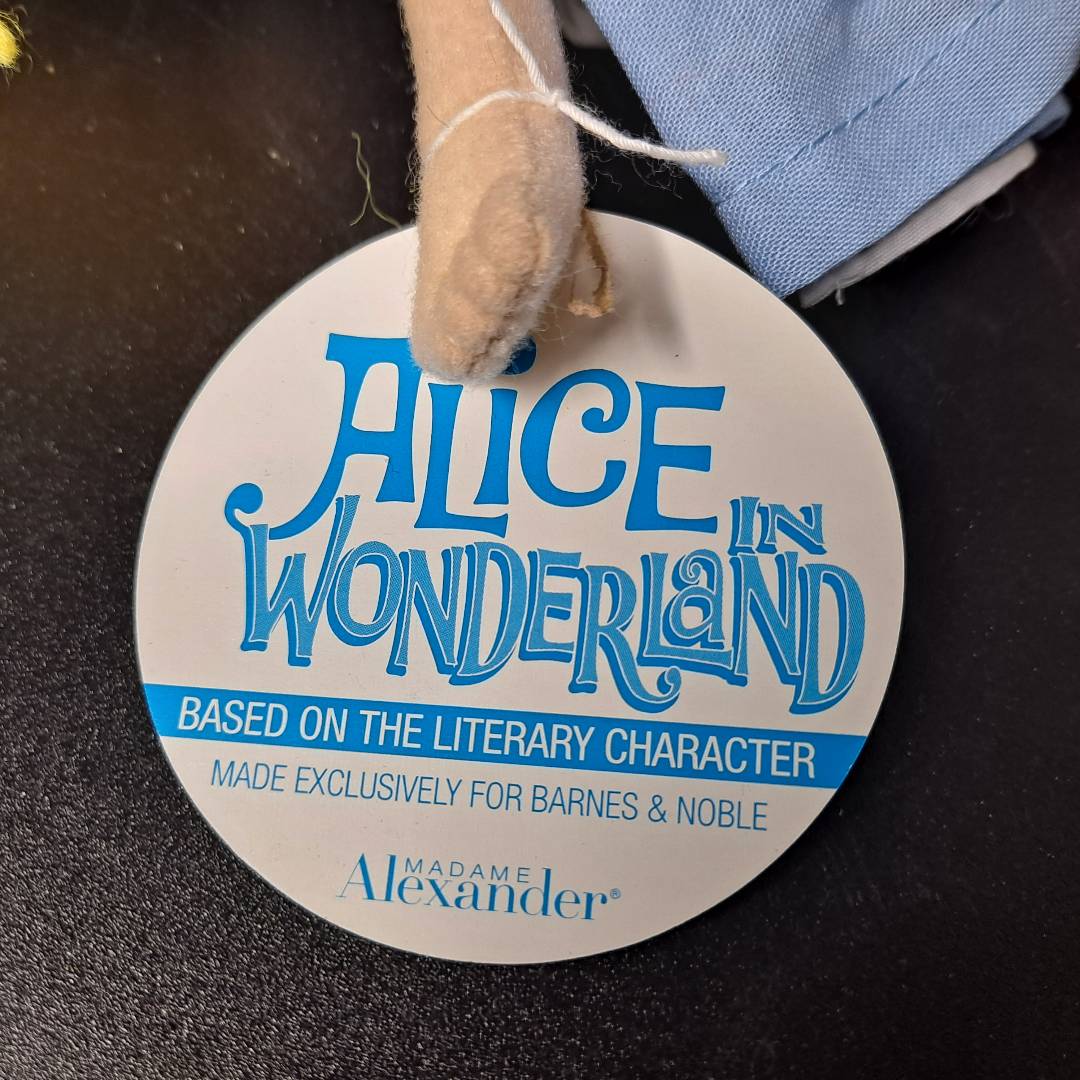 ALiCE
IN
WONDERLaND
BASED ON THE LITERARY CHARACTER
MADE EXCLUSIVELY FOR BARNES & NOBLE
MADAME
Alexander®